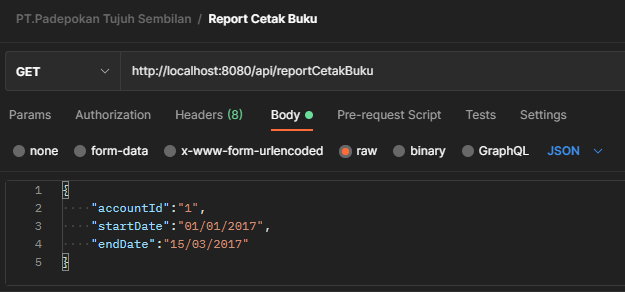 PT.Padepokan Tujuh Sembilan / Report Cetak Buku
GET http://localhost:8080/api/reportCetakBuku
Params Authorization Headers (8) Body Pre-request Script Tests Settings
none form-data x-www-form-urlencoded raw binary GraphQL JSON
1 {
2 "accountId":"1",
3 "startDate":"01/01/2017",
4 "endDate":"15/03/2017"
5 }